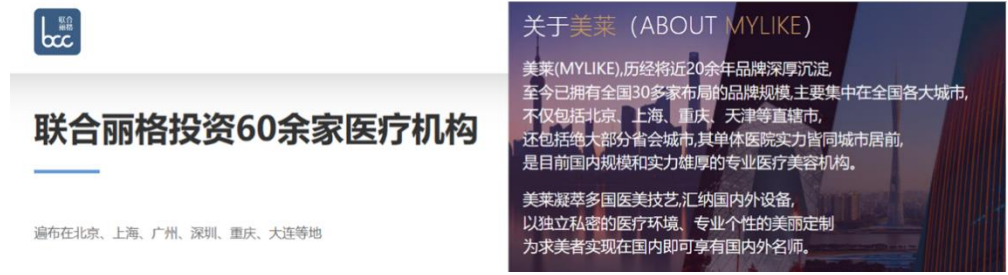 联合
丽格
bcc
联合丽格投资60余家医疗机构
遍布在北京、上海、广州、深圳、重庆、大连等地
关于美莱（ABOUT MYLIKE）
美莱(MYLIKE),历经将近20余年品牌深厚沉淀,
至今已拥有全国30多家布局的品牌规模,主要集中在全国各大城市,
不仅包括北京、上海、重庆、天津等直辖市,
还包括绝大部分省会城市,其单体医院实力皆同城市居前,
是目前国内规模和实力雄厚的专业医疗美容机构。
美莱凝萃多国医美技艺,汇纳国内外设备,
以独立私密的医疗环境、专业个性的美丽定制
为求美者实现在国内即可享有国内外名师。